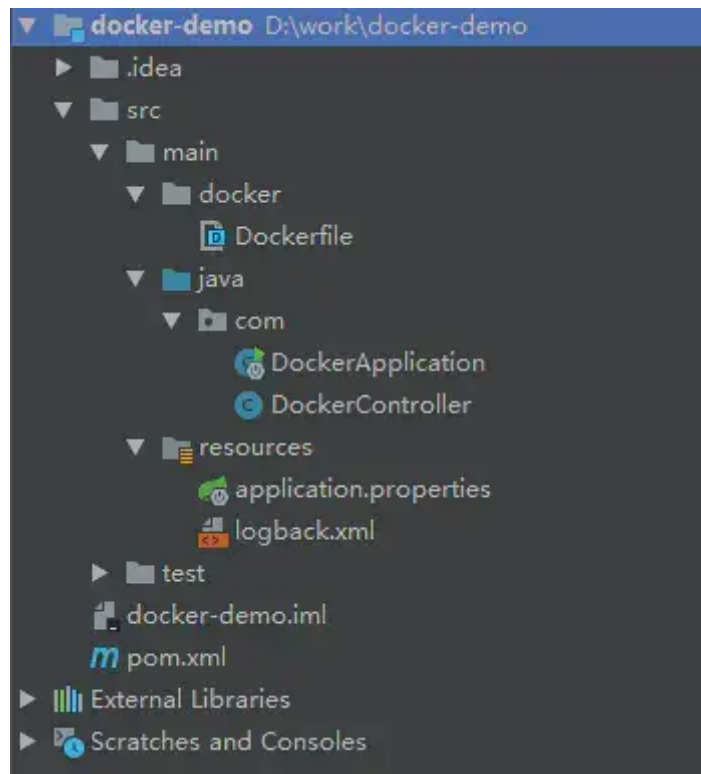 docker-demo D:\work\docker-demo
.idea
src
main
docker
Dockerfile
java
com
DockerApplication
DockerController
resources
application.properties
logback.xml
test
docker-demo.iml
pom.xml
External Libraries
Scratches and Consoles